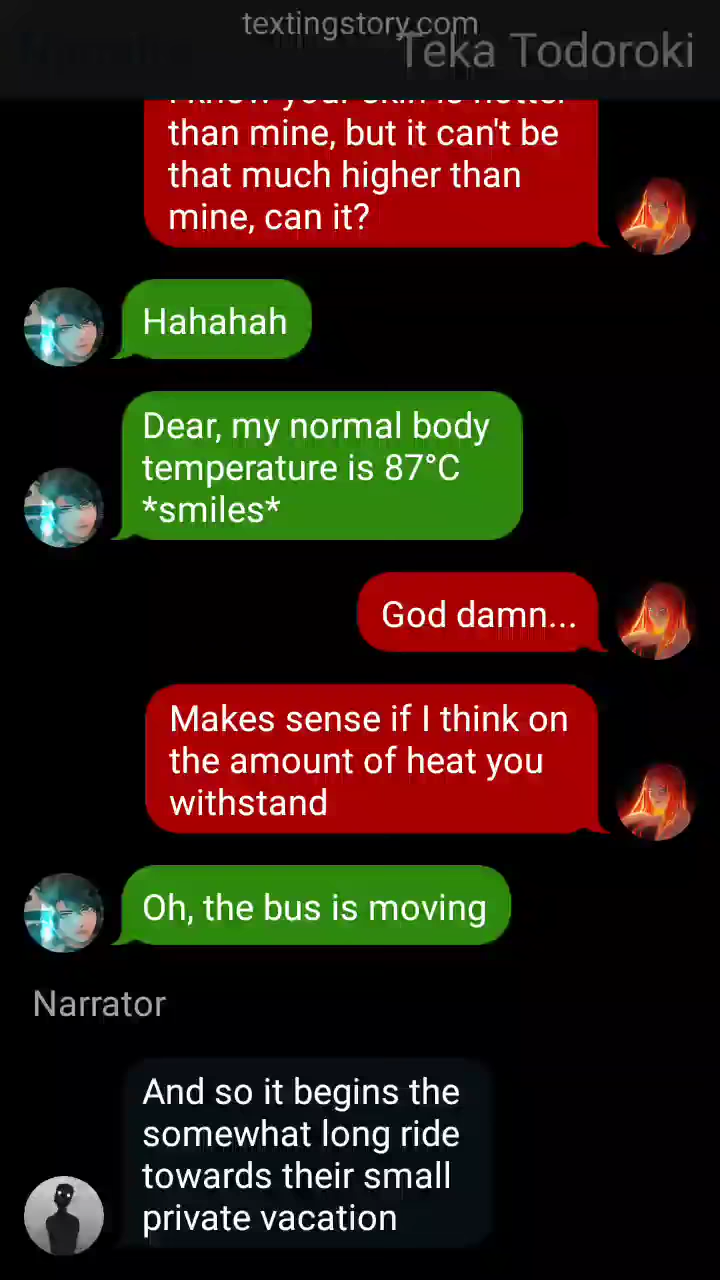 textingstory.com
Teka Todoroki
than mine, but it can't be
that much higher than
mine, can it?
Hahahah
Dear, my normal body
temperature is 87°C
*smiles*
God damn...
Makes sense if I think on
the amount of heat you
withstand
Oh, the bus is moving
Narrator
And so it begins the
somewhat long ride
towards their small
private vacation